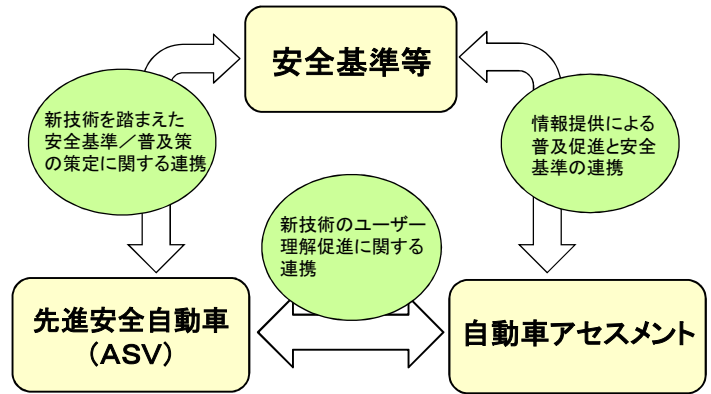 安全基準等
新技術を踏まえた
安全基準／普及策
の策定に関する連携
情報提供による
普及促進と安全
基準の連携
新技術のユーザー
理解促進に関する
連携
先進安全自動車
（ASV）
自動車アセスメント